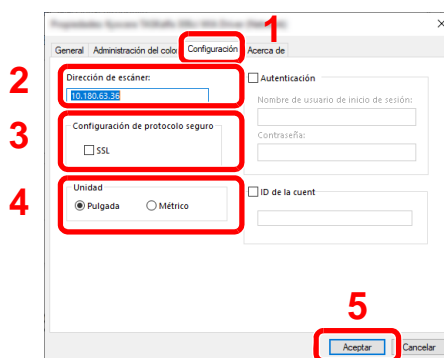 1
General Administración del colo Configuración Acerca de
2
Dirección de escáner:
10.180.63.36
Autenticación
Nombre de usuario de inicio de sesión:
Contraseña:
3
Configuración de protocolo seguro
SSL
4
Unidad
Pulgada Métrico
ID de la cuent
5
Aceptar Cancelar